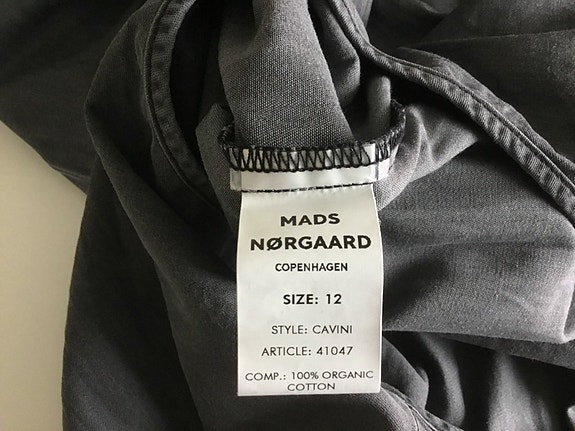 MADS
NØRGAARD
COPENHAGEN
SIZE: 12
STYLE: CAVINI
ARTICLE: 41047
COMP.: 100% ORGANIC
COTTON